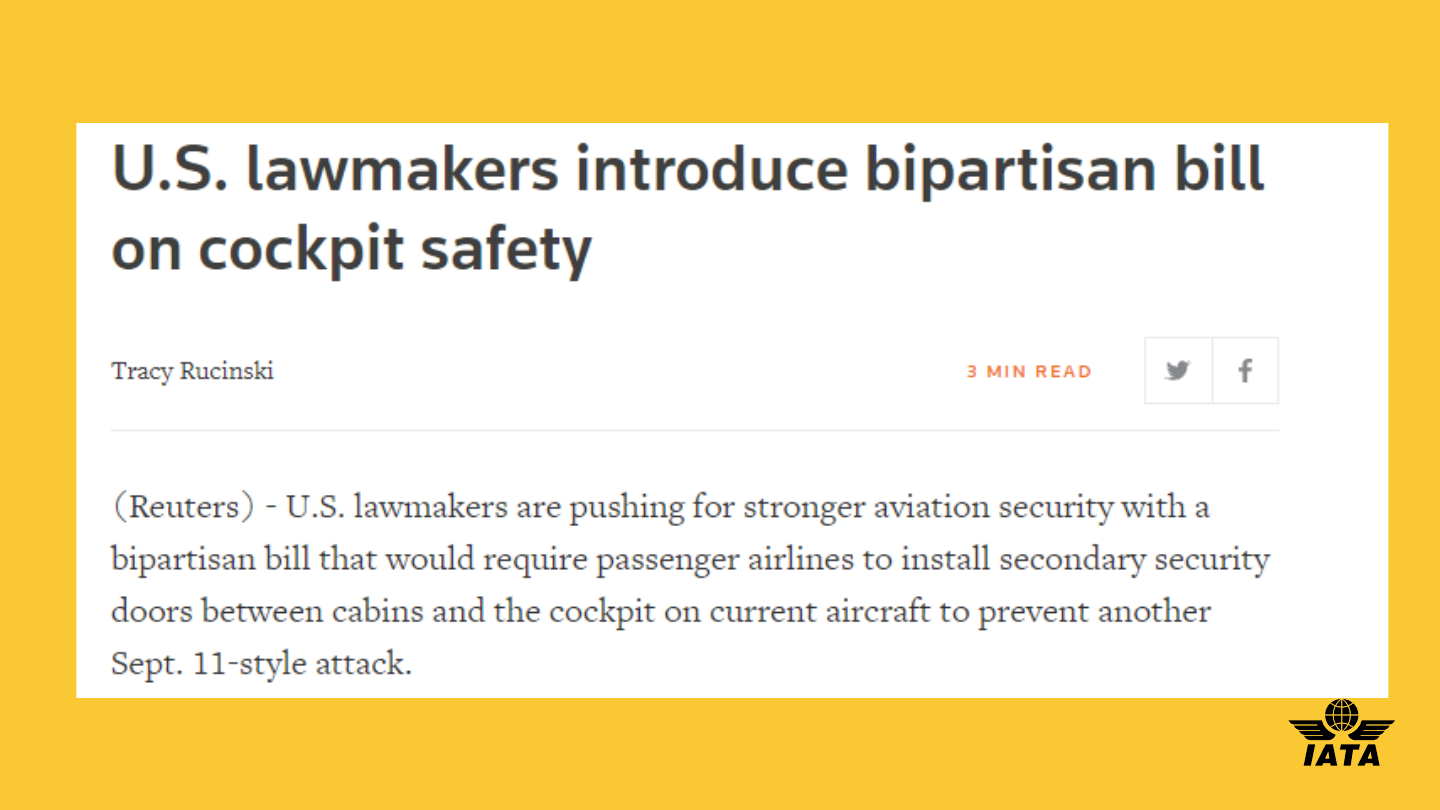 U.S. lawmakers introduce bipartisan bill
on cockpit safety
Tracy Rucinski
3 MIN READ
(Reuters) - U.S. lawmakers are pushing for stronger aviation security with a
bipartisan bill that would require passenger airlines to install secondary security
doors between cabins and the cockpit on current aircraft to prevent another
Sept. 11-style attack.
IATA